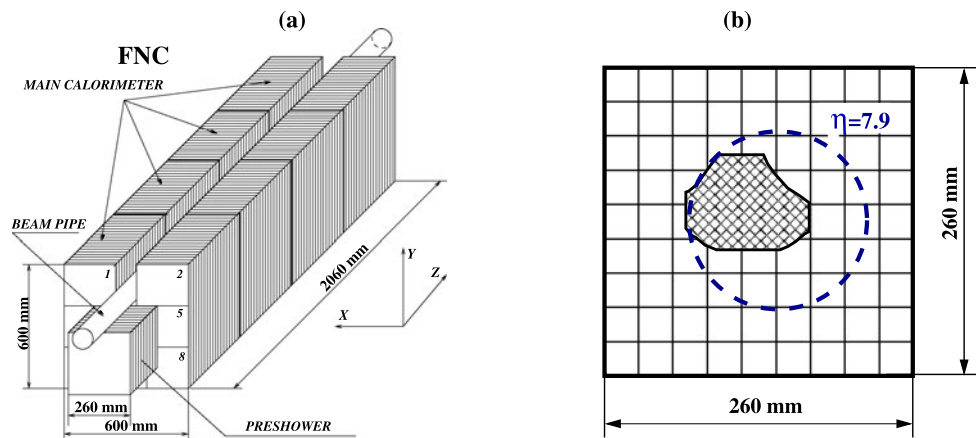 (a)
(b)
FNC
MAIN CALORIMETER
η=7.9
BEAM PIPE
1
2
5
8
Y
Z
X
2060 mm
600 mm
260 mm
600 mm
PRESHOWER
260 mm
260 mm